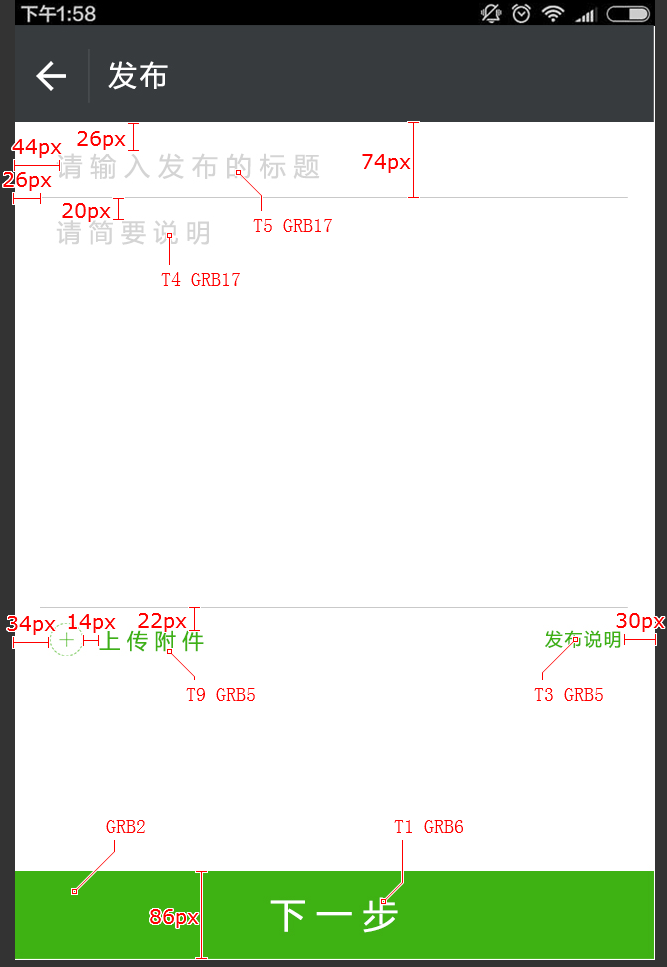 下午1:58
发布
26px
44px
请输入发布的标题
74px
26px
20px
T5 GRB17
请简要说明
T4 GRB17
34px
14px
22px
30px
上传附件
发布说明
T9 GRB5
T3 GRB5
GRB2
T1 GRB6
86px
下一步